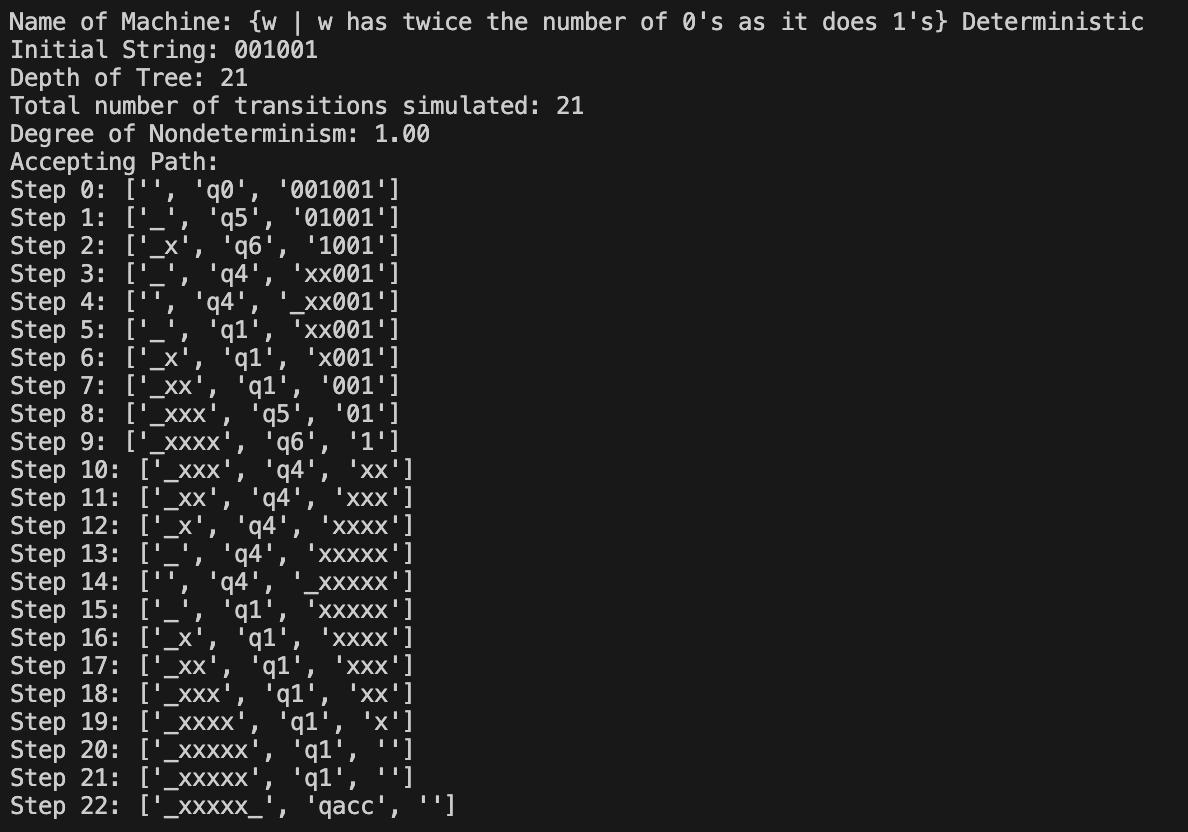 Name of Machine: {w | w has twice the number of 0's as it does 1's} Deterministic
Initial String: 001001
Depth of Tree: 21
Total number of transitions simulated: 21
Degree of Nondeterminism: 1.00
Accepting Path:
Step 0: ['', 'q0', '001001']
Step 1: ['_', 'q5', '01001']
Step 2: ['_x', 'q6', '1001']
Step 3: ['_', 'q4', 'xx001']
Step 4: ['', 'q4', '_xx001']
Step 5: ['_', 'q1', 'xx001']
Step 6: ['_x', 'q1', 'x001']
Step 7: ['_xx', 'q1', '001']
Step 8: ['_xxx', 'q5', '01']
Step 9: ['_xxxx', 'q6', '1']
Step 10: ['_xxx', 'q4', 'xx']
Step 11: ['_xx', 'q4', 'xxx']
Step 12: ['_x', 'q4', 'xxxx']
Step 13: ['_', 'q4', 'xxxxx']
Step 14: ['', 'q4', '_xxxxx']
Step 15: ['_', 'q1', 'xxxxx']
Step 16: ['_x', 'q1', 'xxxx']
Step 17: ['_xx', 'q1', 'xxx']
Step 18: ['_xxx', 'q1', 'xx']
Step 19: ['_xxxx', 'q1', 'x']
Step 20: ['_xxxxx', 'q1', '']
Step 21: ['_xxxxx', 'q1', '']
Step 22: ['_xxxxx_', 'qacc', '']